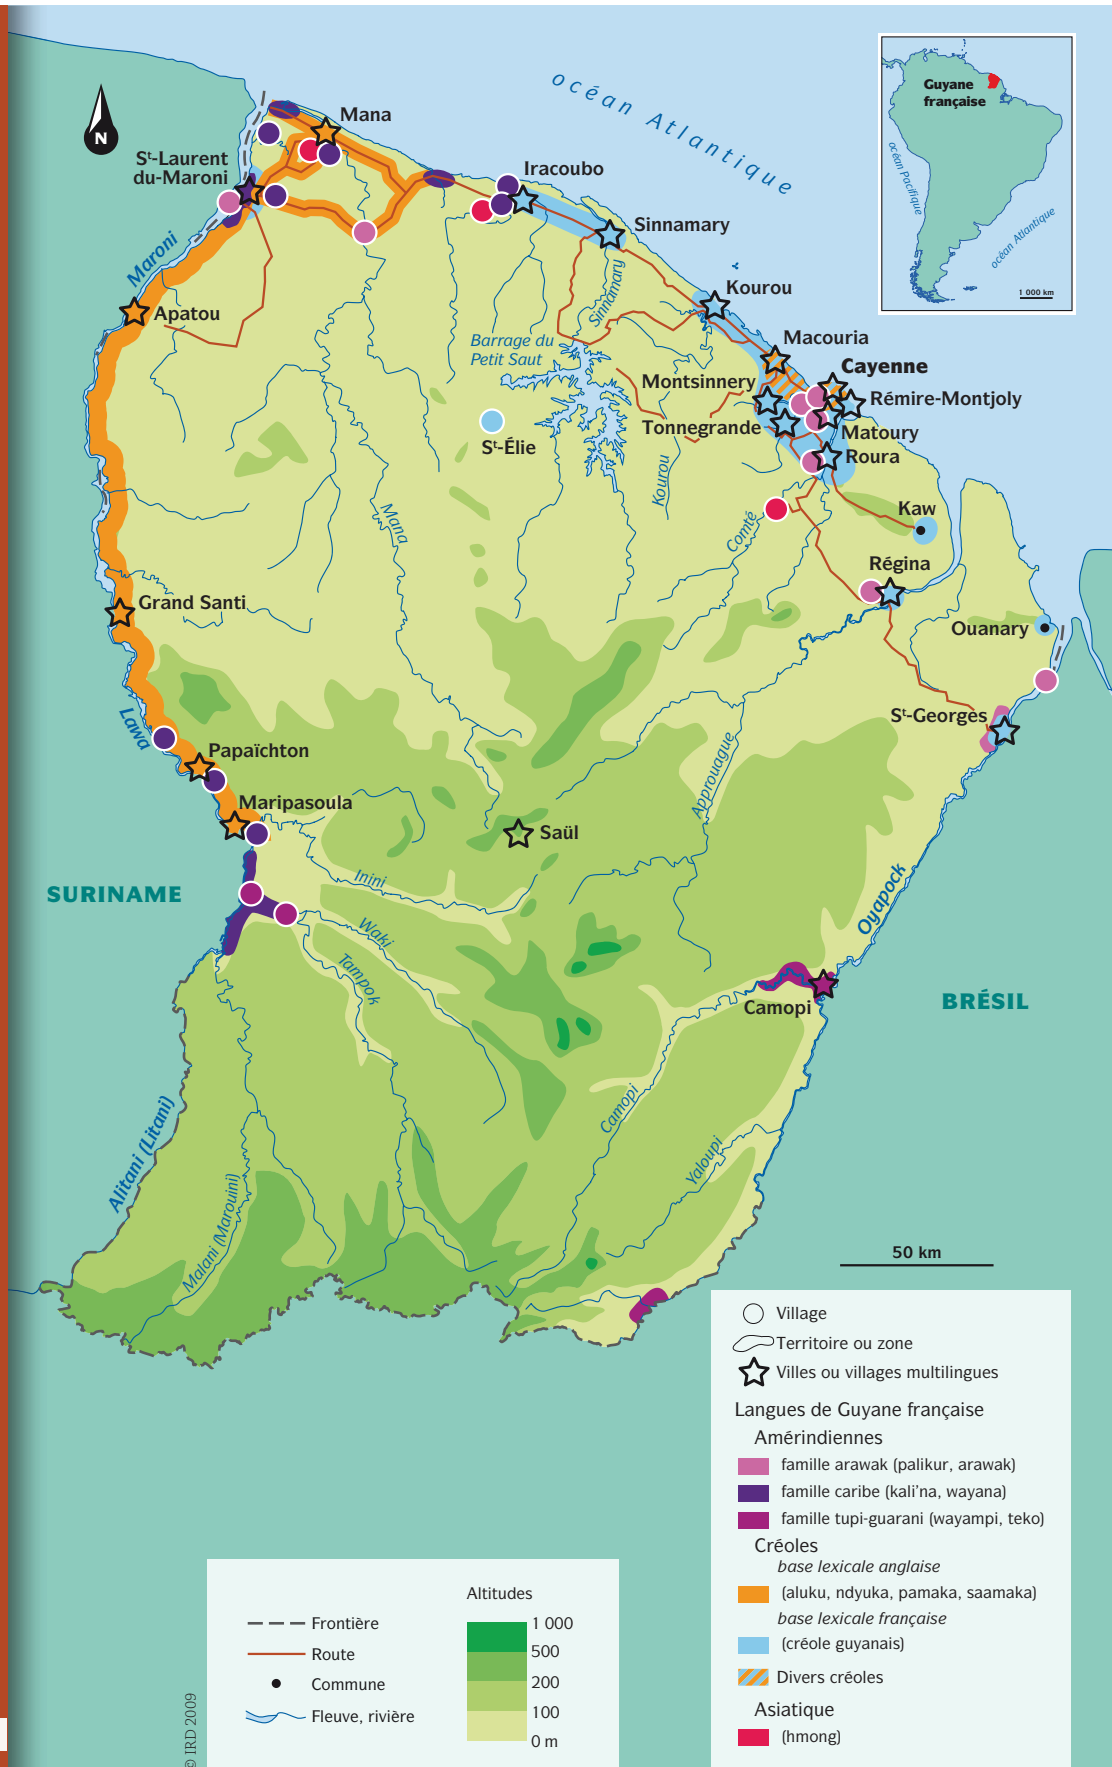 océan Atlantique
Guyane
française
océan Pacifique
océan Atlantique
1 000 km
N
Mana
St-Laurent
du-Maroni
Iracoubo
Sinnamary
Maroni
Sinnamary
Kourou
Apatou
Barrage du
Petit Saut
Macouria
Cayenne
Montsinnery
Rémire-Montjoly
Tonnegrande
Matoury
St-Élie
Roura
Kourou
Mana
Comté
Kaw
Régina
Grand Santi
Ouanary
Lawa
St-Georges
Papaïchton
Approuague
Maripasoula
Saül
Inini
SURINAME
Oyapock
Waki
Tampok
Camopi
BRÉSIL
Camopi
Alitani (Litani)
Yaloupi
Malani (Marouini)
50 km
Village
Territoire ou zone
Villes ou villages multilingues
Langues de Guyane française
Amérindiennes
famille arawak (palikur, arawak)
famille caribe (kali’na, wayana)
famille tupi-guarani (wayampi, teko)
Créoles
base lexicale anglaise
(aluku, ndyuka, pamaka, saamaka)
base lexicale française
(créole guyanais)
Divers créoles
Asiatique
(hmong)
Frontière
Route
Commune
Fleuve, rivière
Altitudes
1 000
500
200
100
0 m
© IRD 2009